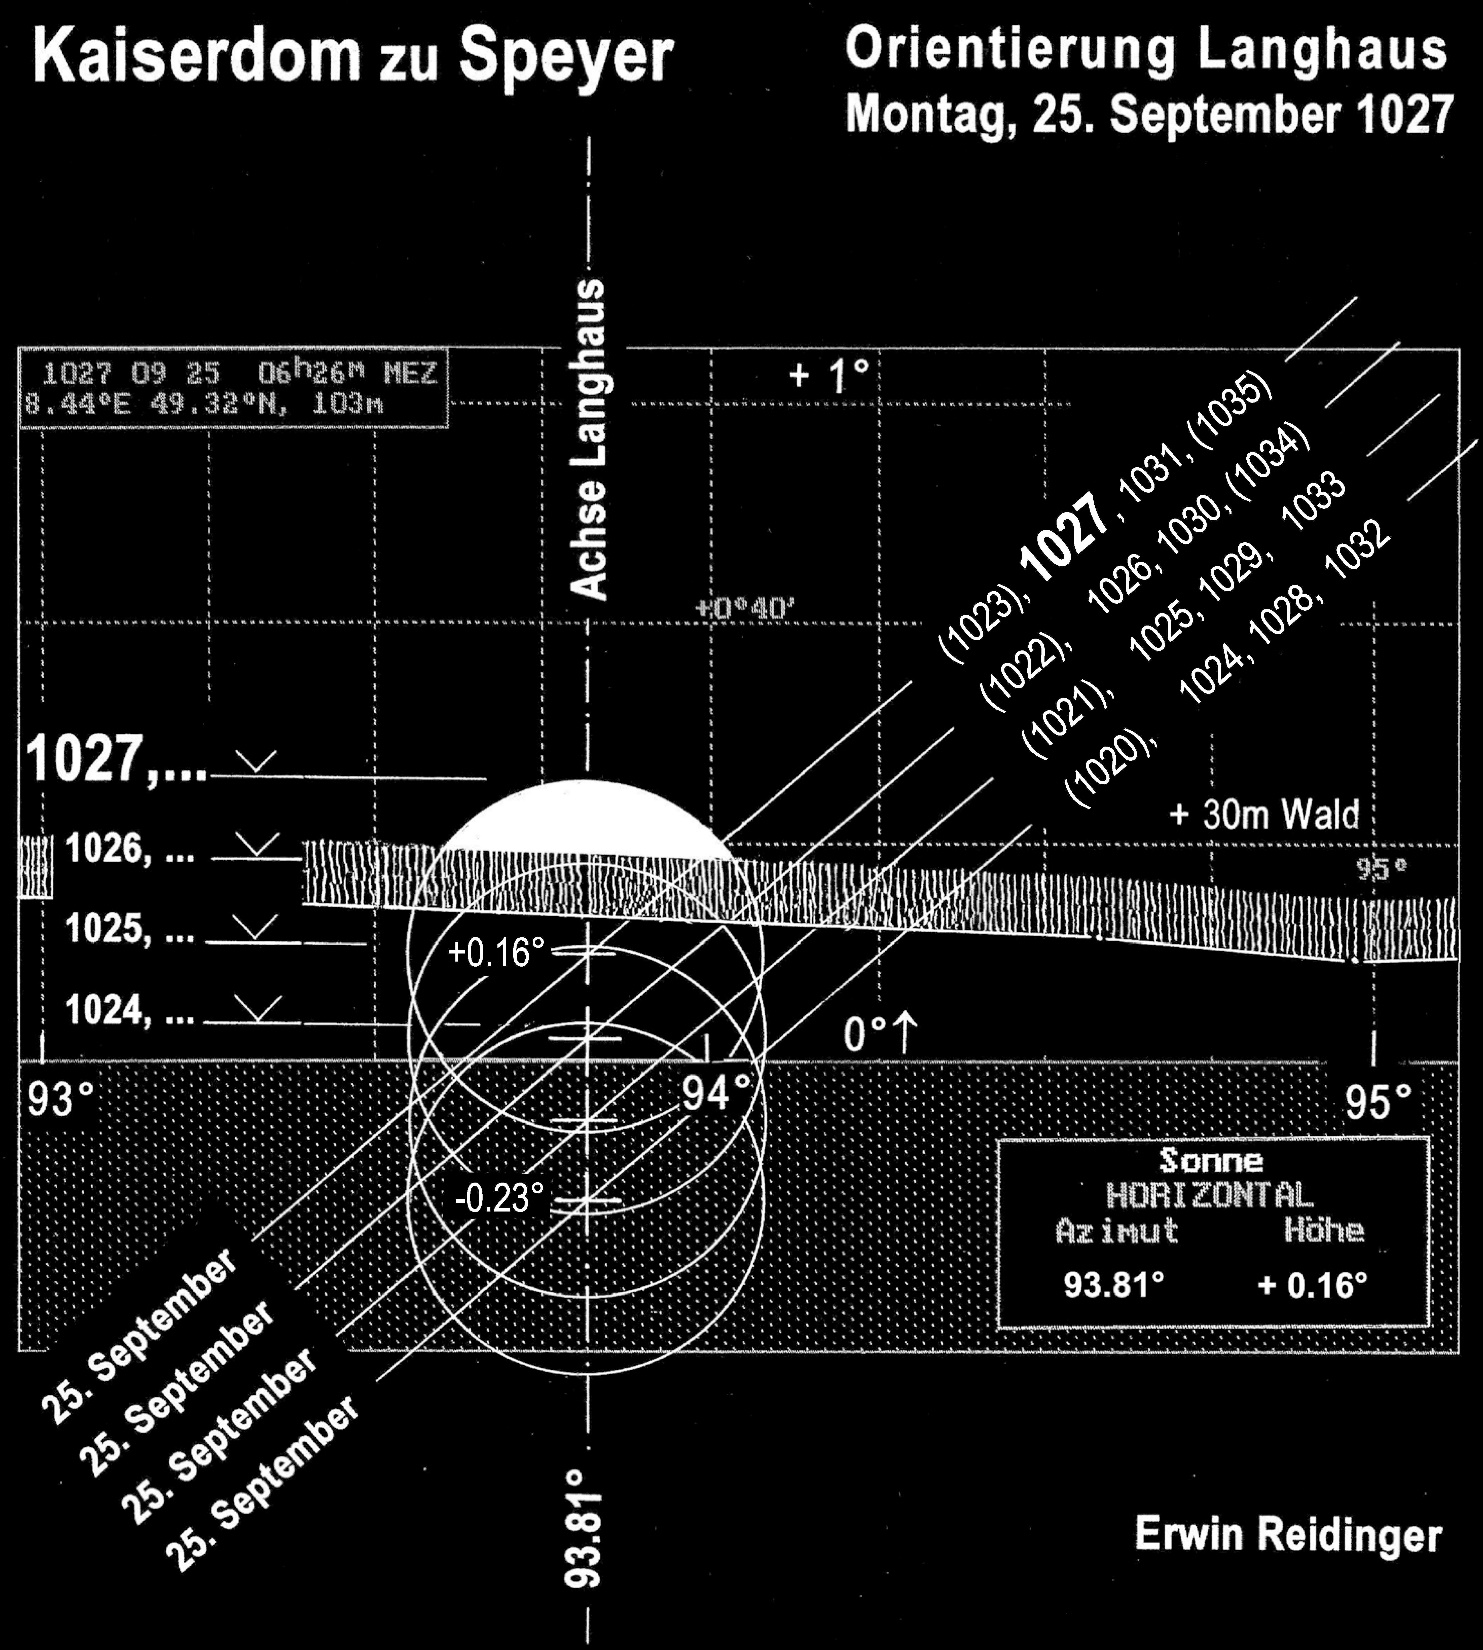 Kaiserdom zu Speyer
Orientierung Langhaus
Montag, 25. September 1027
1027 09 25 06h26m MEZ
8.44°E 49.32°N, 103m
Achse Langhaus
+ 1°
(1023), 1027, 1031, (1035)
(1022), 1026, 1030, (1034)
(1021), 1025, 1029, 1033
(1020), 1024, 1028, 1032
+0°40'
1027,...
1026, ...
1025, ...
1024, ...
+ 30m Wald
95°
+0.16°
0°↑
93°
94°
95°
-0.23°
Sonne
HORIZONTAL
Azimut Höhe
93.81° + 0.16°
25. September
25. September
25. September
25. September
93.81°
Erwin Reidinger